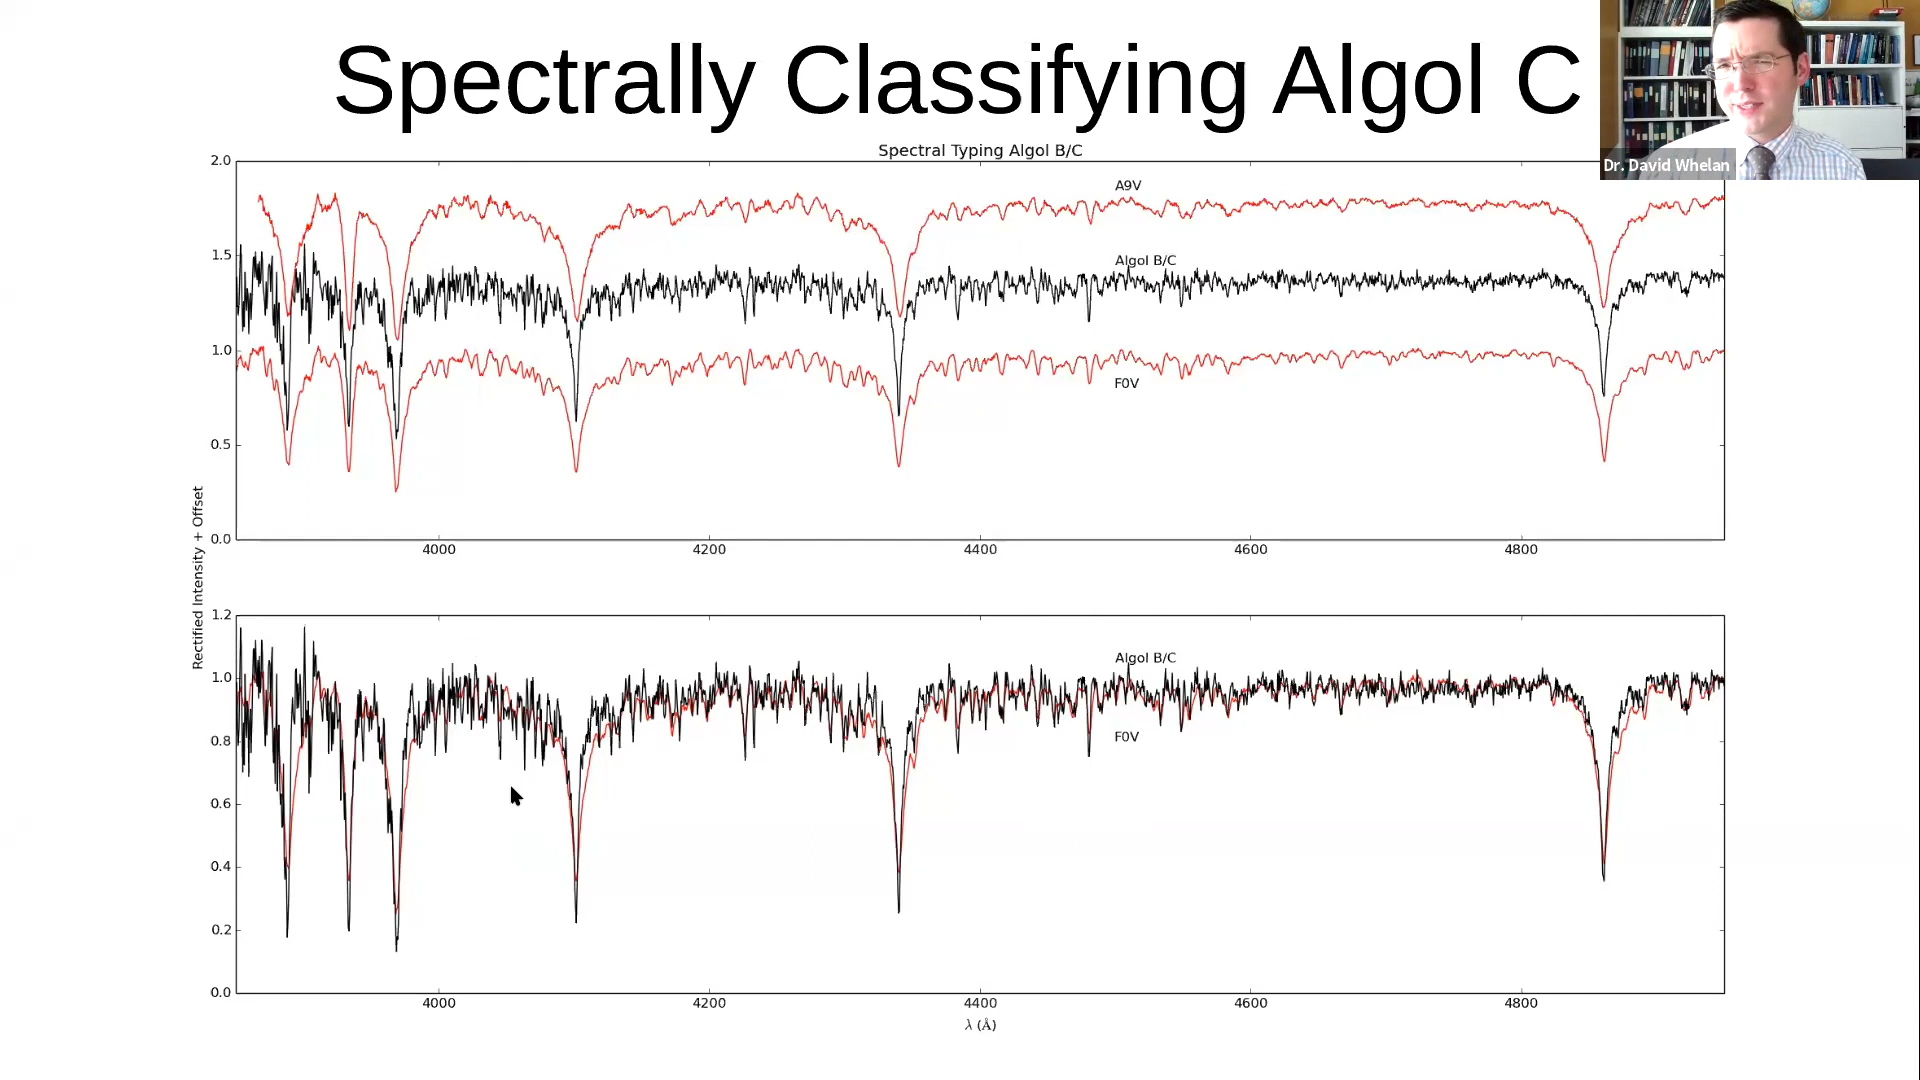 Spectrally Classifying Algol C
Dr. David Whelan
Spectral Typing Algol B/C
2.0
A9V
1.5
Algol B/C
1.0
F0V
0.5
0.0
4000 4200 4400 4600 4800
Rectified Intensity + Offset
1.2
Algol B/C
1.0
0.8
F0V
0.6
0.4
0.2
0.0
4000 4200 4400 4600 4800
λ (Å)